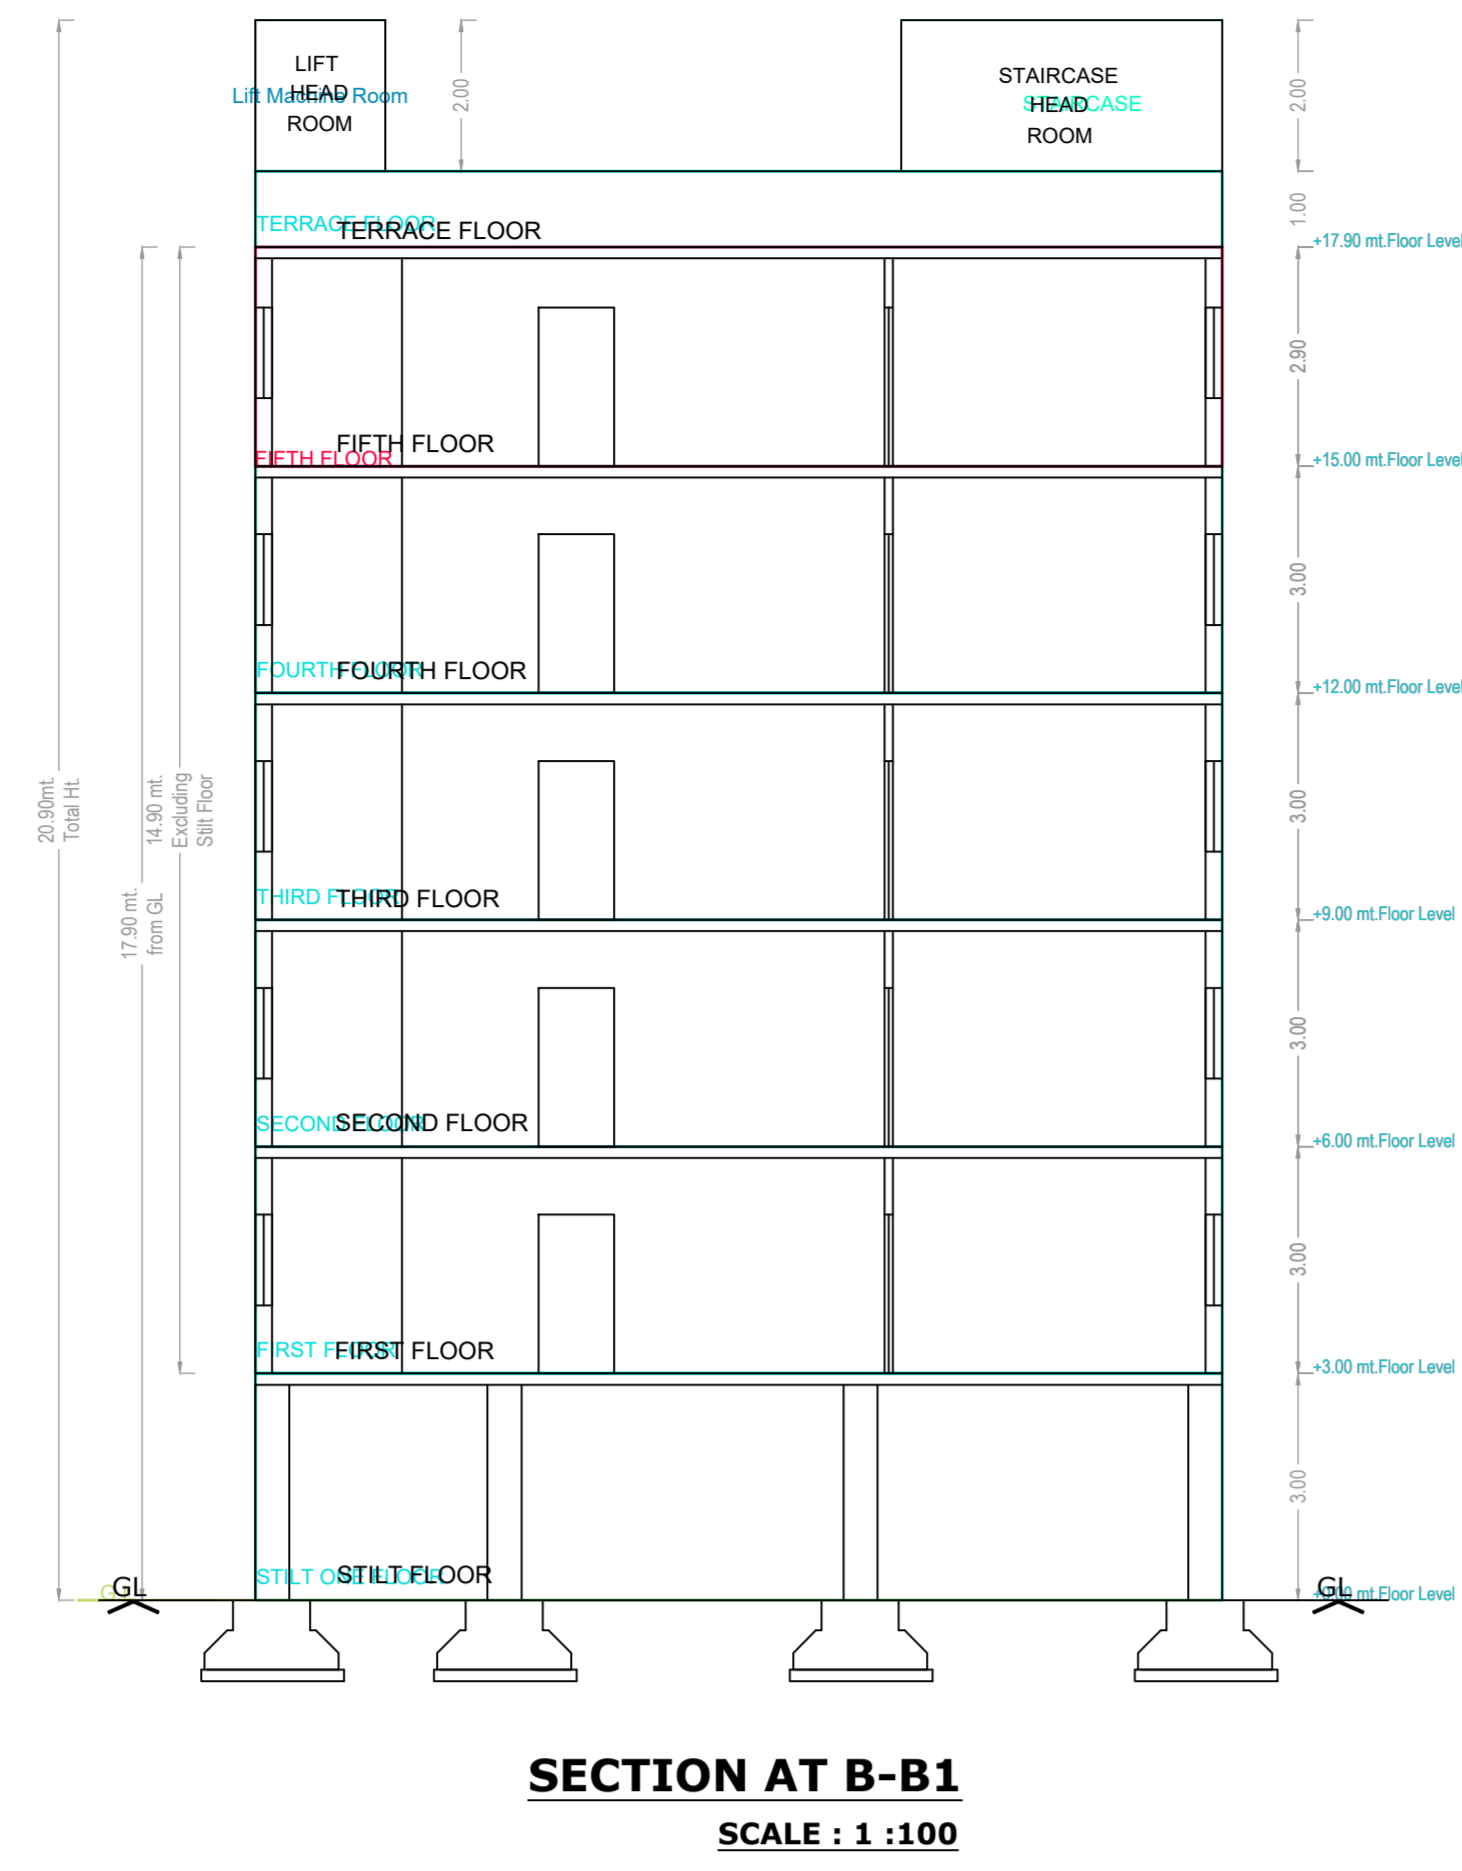 LIFT
HEAD
ROOM
Lift Machine Room
2.00
STAIRCASE
HEAD
ROOM
STAIRCASE
2.00
1.00
TERRACE FLOOR
TERRACE FLOOR
+17.90 mt.Floor Level
2.90
FIFTH FLOOR
FIFTH FLOOR
+15.00 mt.Floor Level
3.00
FOURTH FLOOR
FOURTH FLOOR
+12.00 mt.Floor Level
20.90mt.
Total Ht.
17.90 mt.
from GL
14.90 mt.
Excluding
Stilt Floor
3.00
THIRD FLOOR
THIRD FLOOR
+9.00 mt.Floor Level
3.00
SECOND FLOOR
SECOND FLOOR
+6.00 mt.Floor Level
3.00
FIRST FLOOR
FIRST FLOOR
+3.00 mt.Floor Level
3.00
STILT ONE FLOOR
STILT FLOOR
GL
GL
+0.00 mt.Floor Level
SECTION AT B-B1
SCALE : 1 :100